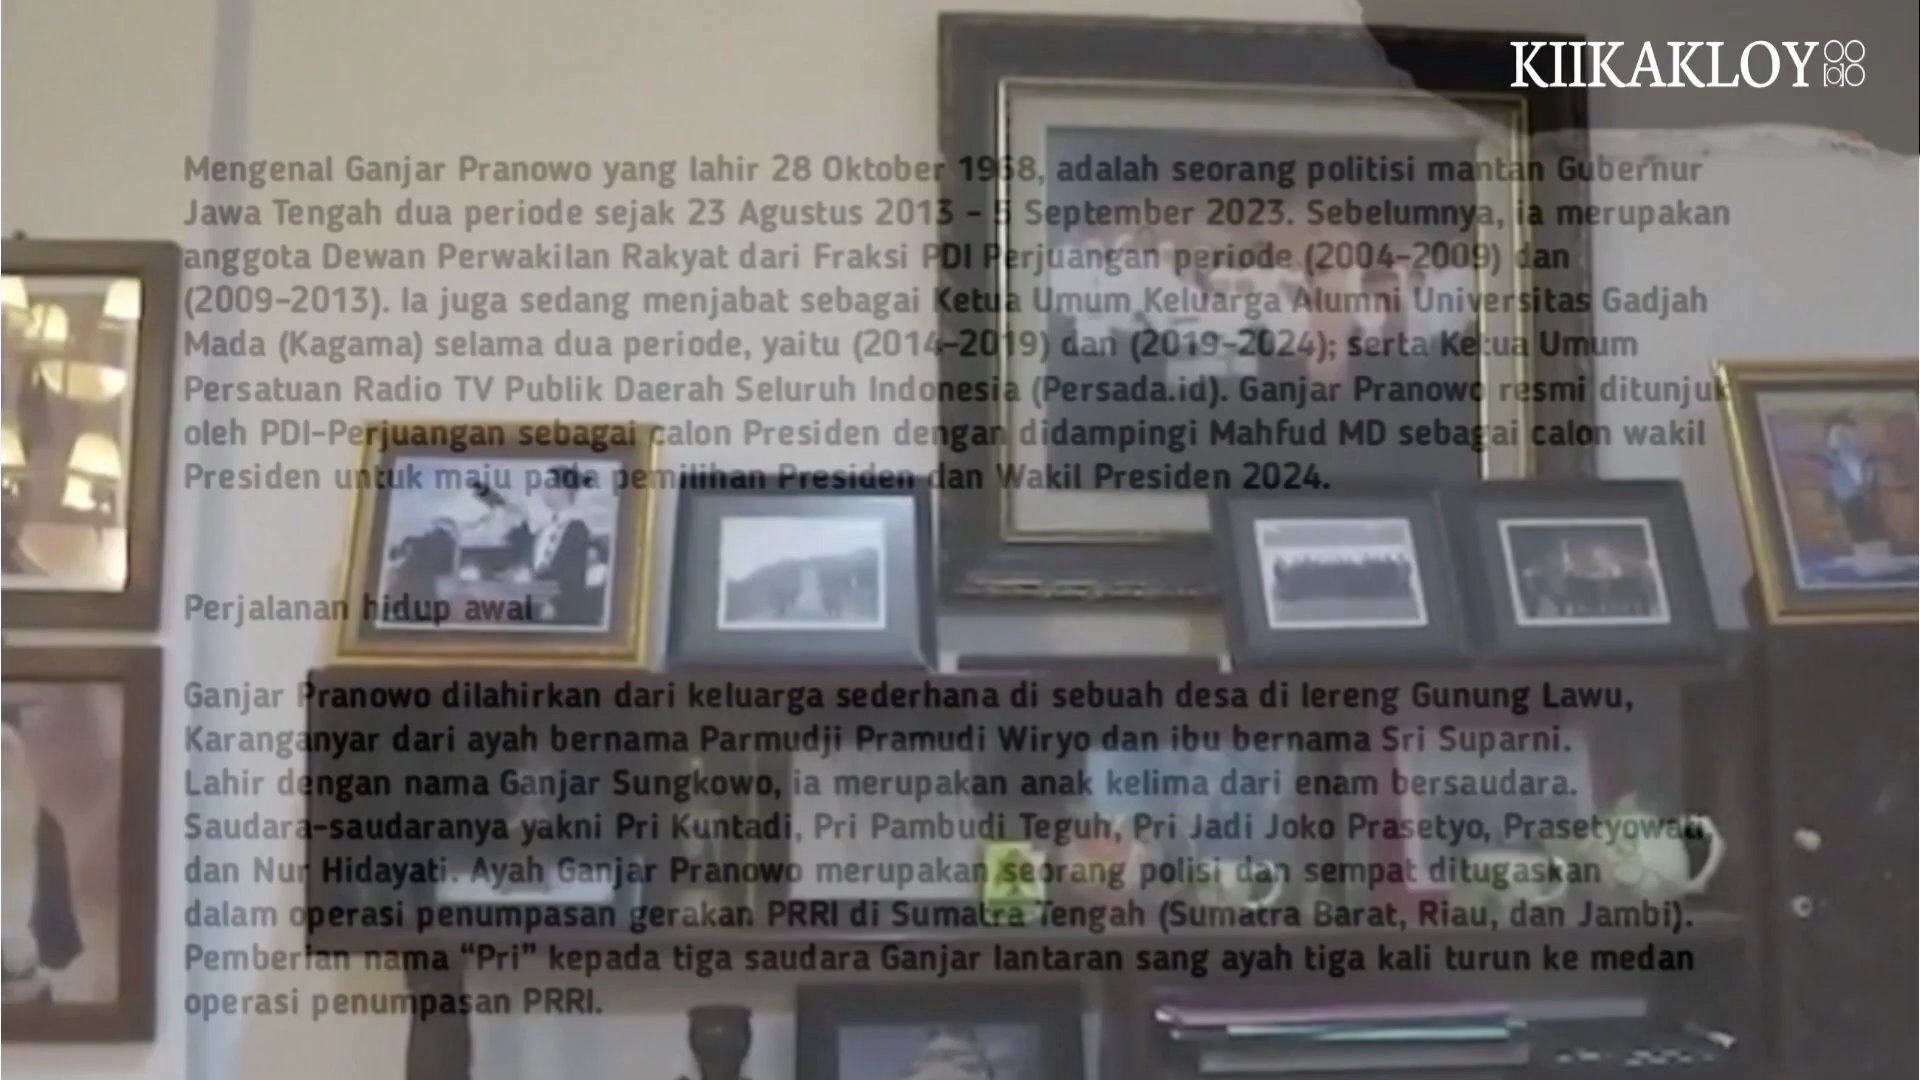 KIIKAKLOY
Mengenal Ganjar Pranowo yang lahir 28 Oktober 1968, adalah seorang politisi mantan Gubernur
Jawa Tengah dua periode sejak 23 Agustus 2013 – 5 September 2023. Sebelumnya, ia merupakan
anggota Dewan Perwakilan Rakyat dari Fraksi PDI Perjuangan periode (2004–2009) dan
(2009–2013). Ia juga sedang menjabat sebagai Ketua Umum Keluarga Alumni Universitas Gadjah
Mada (Kagama) selama dua periode, yaitu (2014–2019) dan (2019–2024); serta Ketua Umum
Persatuan Radio TV Publik Daerah Seluruh Indonesia (Persada.id). Ganjar Pranowo resmi ditunjuk
oleh PDI-Perjuangan sebagai calon Presiden dengan didampingi Mahfud MD sebagai calon wakil
Presiden untuk maju pada pemilihan Presiden dan Wakil Presiden 2024.
Perjalanan hidup awal
Ganjar Pranowo dilahirkan dari keluarga sederhana di sebuah desa di lereng Gunung Lawu,
Karanganyar dari ayah bernama Parmudji Pramudi Wiryo dan ibu bernama Sri Suparni.
Lahir dengan nama Ganjar Sungkowo, ia merupakan anak kelima dari enam bersaudara.
Saudara-saudaranya yakni Pri Kuntadi, Pri Pambudi Teguh, Pri Jadi Joko Prasetyo, Prasetyowati
dan Nur Hidayati. Ayah Ganjar Pranowo merupakan seorang polisi dan sempat ditugaskan
dalam operasi penumpasan gerakan PRRI di Sumatra Tengah (Sumatra Barat, Riau, dan Jambi).
Pemberian nama “Pri” kepada tiga saudara Ganjar lantaran sang ayah tiga kali turun ke medan
operasi penumpasan PRRI.